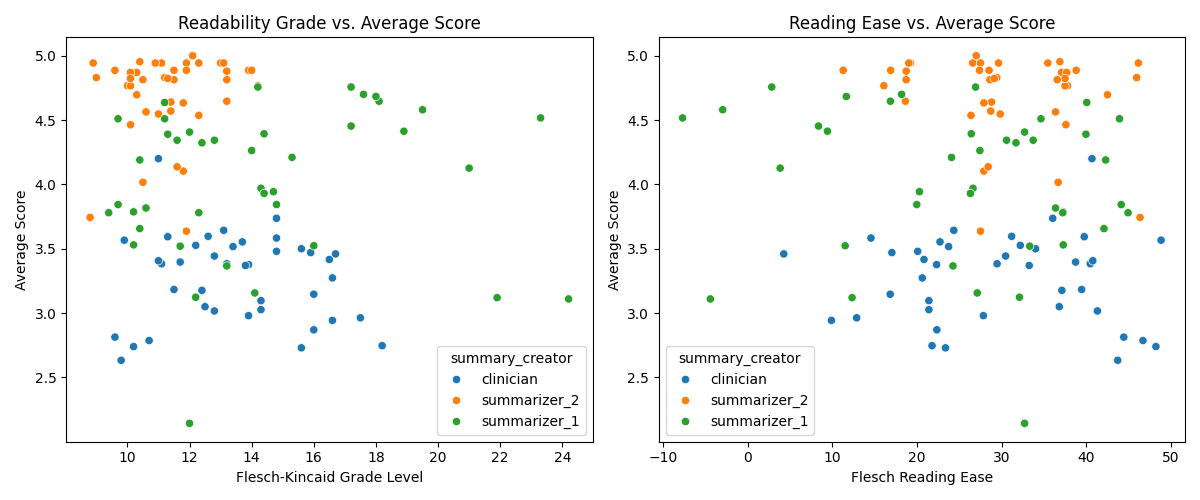 Readability Grade vs. Average Score
Average Score
5.0
4.5
4.0
3.5
3.0
2.5
10
12
14
16
18
20
22
24
Flesch-Kincaid Grade Level
summary_creator
clinician
summarizer_2
summarizer_1
Reading Ease vs. Average Score
Average Score
5.0
4.5
4.0
3.5
3.0
2.5
−10
0
10
20
30
40
50
Flesch Reading Ease
summary_creator
clinician
summarizer_2
summarizer_1